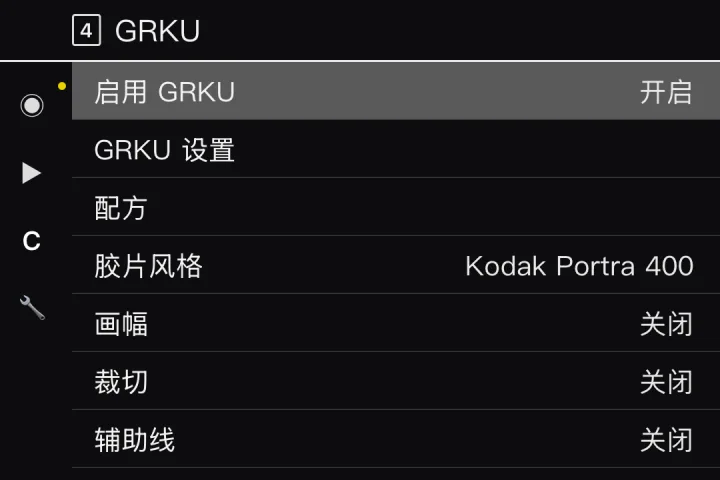 4 GRKU
启用 GRKU 开启
GRKU 设置
配方
C
胶片风格 Kodak Portra 400
画幅 关闭
裁切 关闭
辅助线 关闭